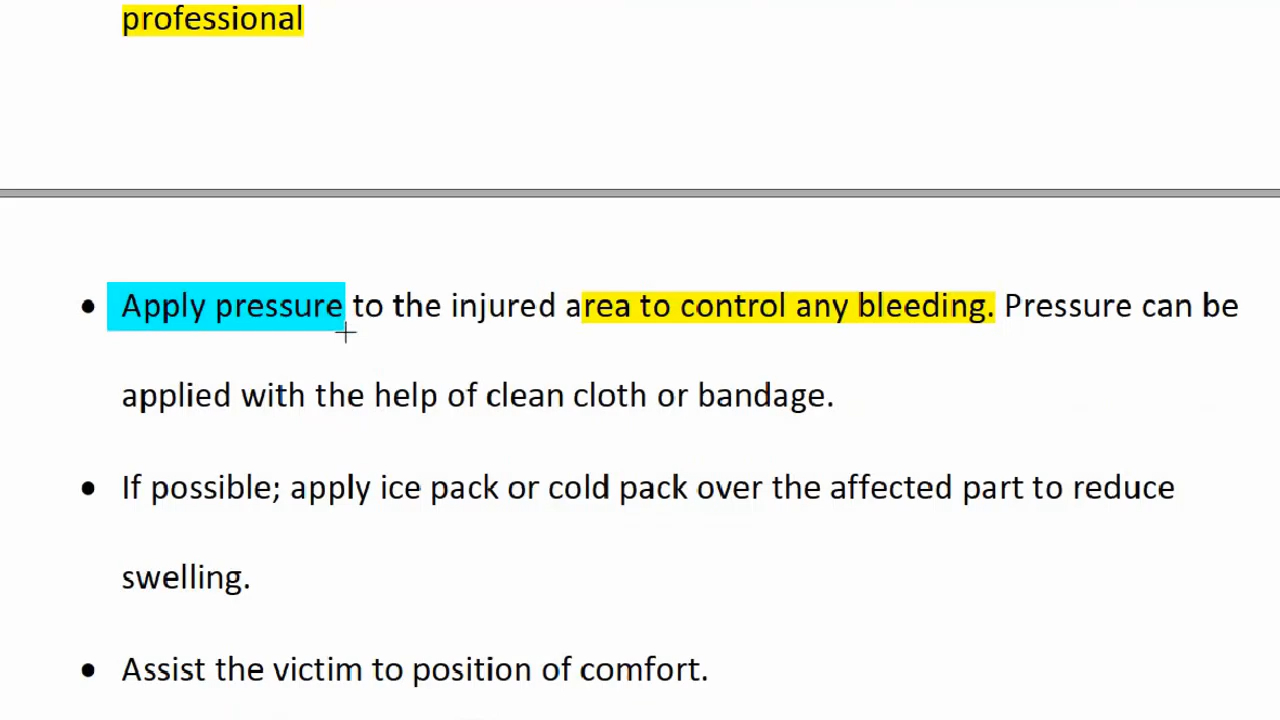 professional
• Apply pressure to the injured area to control any bleeding. Pressure can be
applied with the help of clean cloth or bandage.
• If possible; apply ice pack or cold pack over the affected part to reduce
swelling.
• Assist the victim to position of comfort.